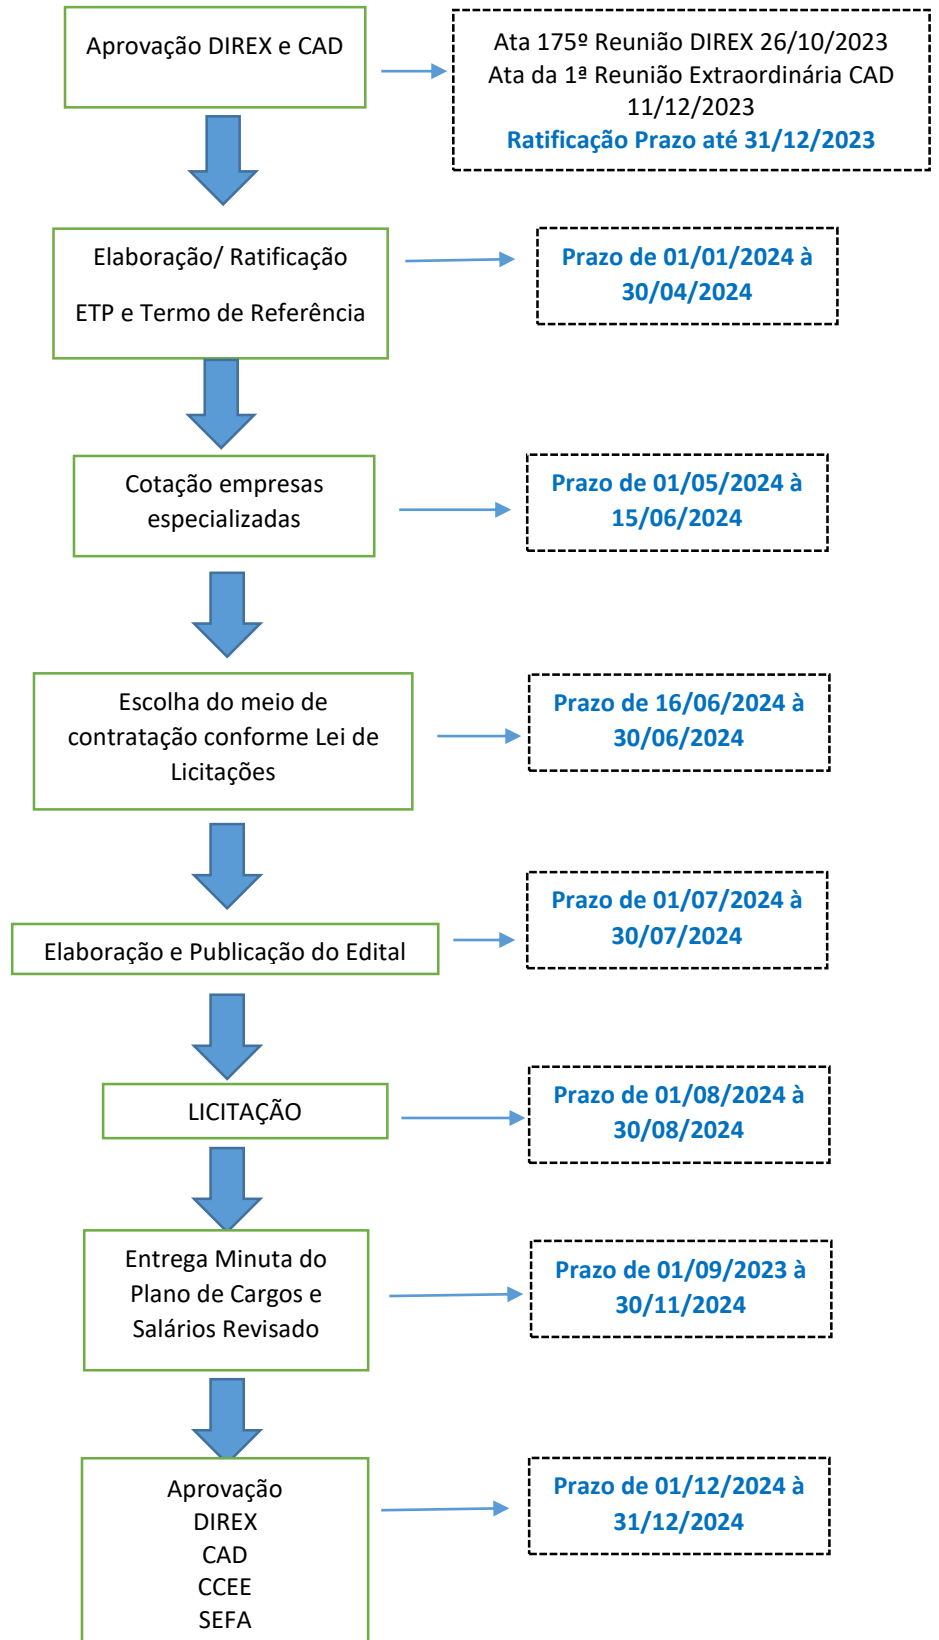 Aprovação DIREX e CAD
Ata 175º Reunião DIREX 26/10/2023
Ata da 1ª Reunião Extraordinária CAD
11/12/2023
Ratificação Prazo até 31/12/2023
Elaboração/ Ratificação
ETP e Termo de Referência
Prazo de 01/01/2024 à
30/04/2024
Cotação empresas
especializadas
Prazo de 01/05/2024 à
15/06/2024
Escolha do meio de
contratação conforme Lei de
Licitações
Prazo de 16/06/2024 à
30/06/2024
Elaboração e Publicação do Edital
Prazo de 01/07/2024 à
30/07/2024
LICITAÇÃO
Prazo de 01/08/2024 à
30/08/2024
Entrega Minuta do
Plano de Cargos e
Salários Revisado
Prazo de 01/09/2023 à
30/11/2024
Aprovação
DIREX
CAD
CCEE
SEFA
Prazo de 01/12/2024 à
31/12/2024